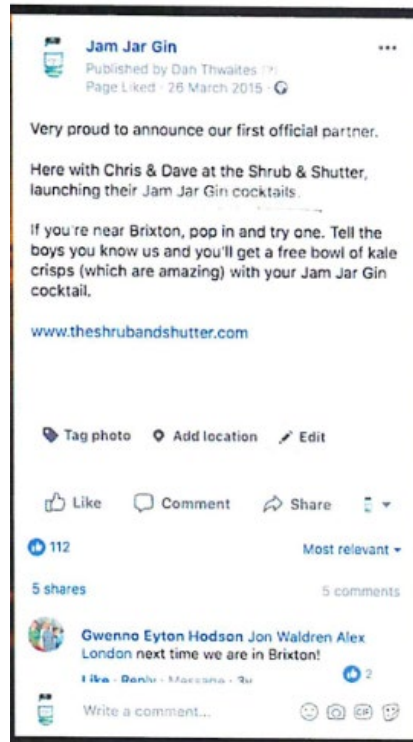 Jam Jar Gin
Published by Dan Thwaites (?)
Page Liked · 26 March 2015 ·
Very proud to announce our first official partner.
Here with Chris & Dave at the Shrub & Shutter,
launching their Jam Jar Gin cocktails.
If you're near Brixton, pop in and try one. Tell the
boys you know us and you'll get a free bowl of kale
crisps (which are amazing) with your Jam Jar Gin
cocktail.
www.theshrubandshutter.com
Tag photo Add location Edit
Like Comment Share
112 Most relevant
5 shares 5 comments
Gwenno Eyton Hodson Jon Waldren Alex
London next time we are in Brixton!
Like · Reply · Message · 3y 2
Write a comment... GIF